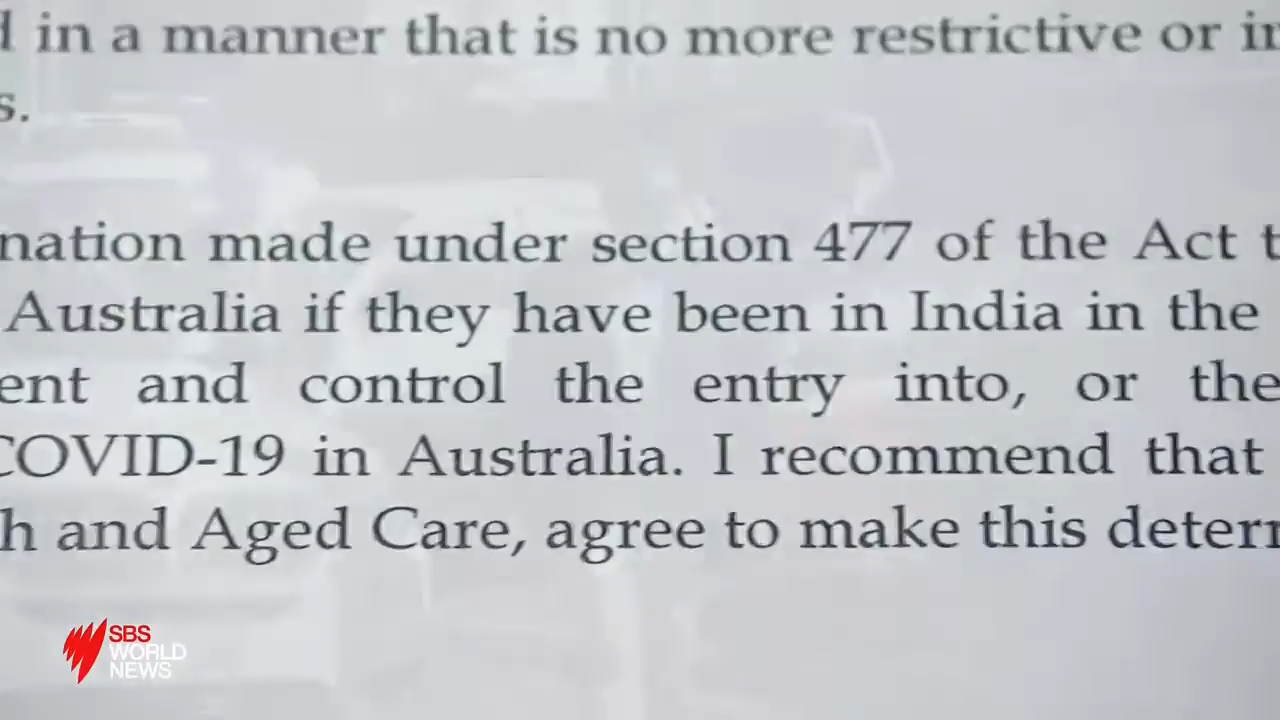 d in a manner that is no more restrictive or in
s.
nation made under section 477 of the Act t
Australia if they have been in India in the
ent and control the entry into, or the
COVID-19 in Australia. I recommend that
h and Aged Care, agree to make this determ
SBS
WORLD
NEWS